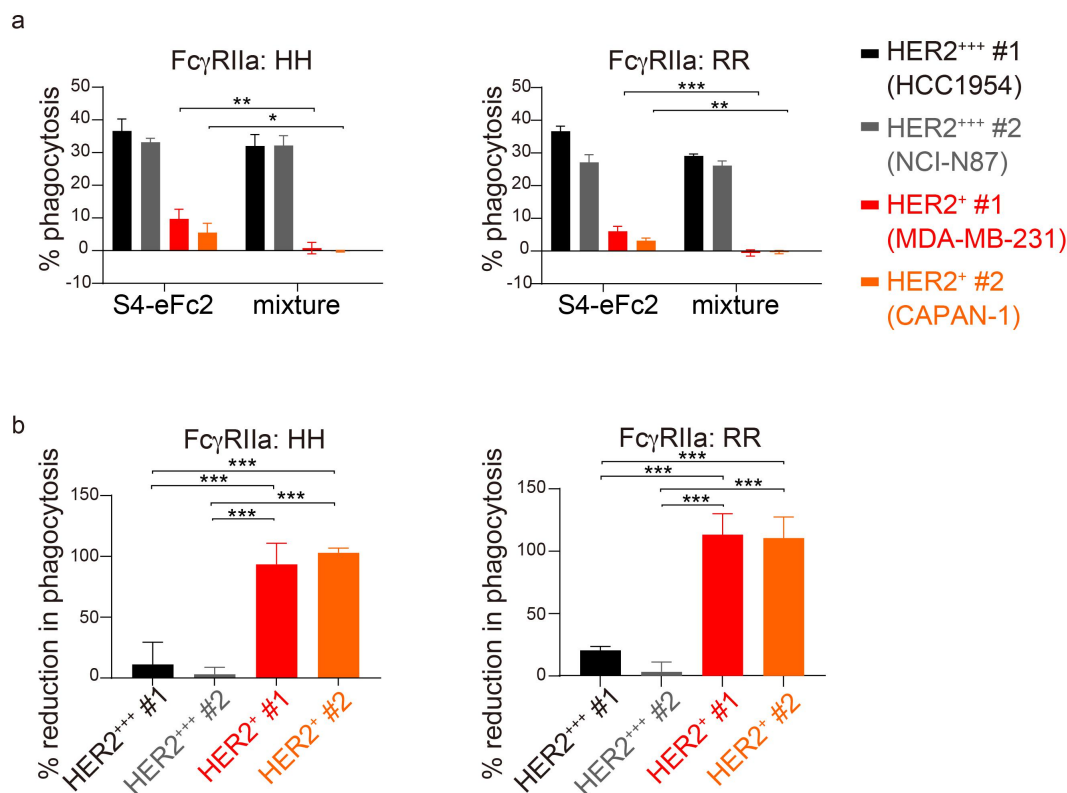 a
FcγRIIa: HH
% phagocytosis
50
40
30
20
10
0
-10
**
*
S4-eFc2
mixture
FcγRIIa: RR
% phagocytosis
50
40
30
20
10
0
-10
***
**
S4-eFc2
mixture
HER2⁺⁺⁺ #1
(HCC1954)
HER2⁺⁺⁺ #2
(NCI-N87)
HER2⁺ #1
(MDA-MB-231)
HER2⁺ #2
(CAPAN-1)
b
FcγRIIa: HH
% reduction in phagocytosis
150
100
50
0
***
***
***
***
HER2⁺⁺⁺ #1
HER2⁺⁺⁺ #2
HER2⁺ #1
HER2⁺ #2
FcγRIIa: RR
% reduction in phagocytosis
150
100
50
0
***
***
***
***
HER2⁺⁺⁺ #1
HER2⁺⁺⁺ #2
HER2⁺ #1
HER2⁺ #2